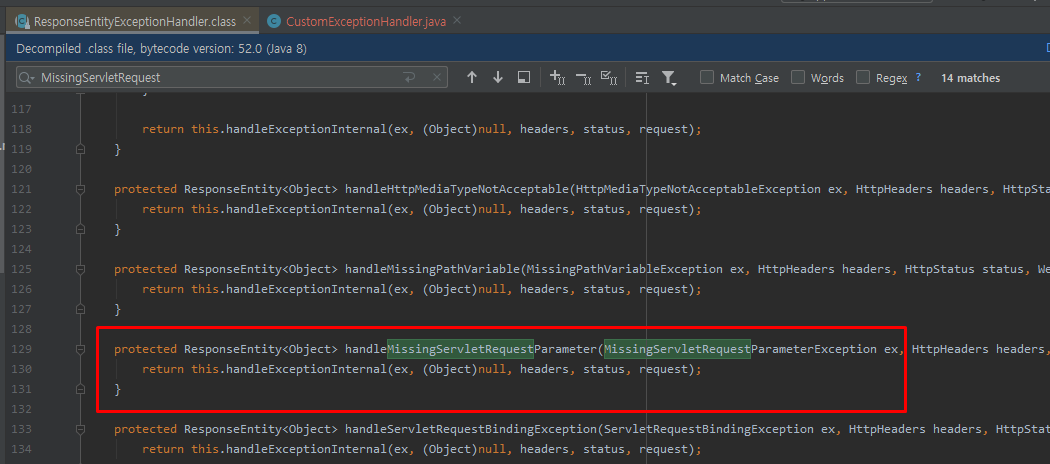 ResponseEntityExceptionHandler.class CustomExceptionHandler.java
Decompiled .class file, bytecode version: 52.0 (Java 8)
MissingServletRequest Match Case Words Regex ? 14 matches
117
118 return this.handleExceptionInternal(ex, (Object)null, headers, status, request);
119 }
120
121 protected ResponseEntity<Object> handleHttpMediaTypeNotAcceptable(HttpMediaTypeNotAcceptableException ex, HttpHeaders headers, HttpSta
122 return this.handleExceptionInternal(ex, (Object)null, headers, status, request);
123 }
124
125 protected ResponseEntity<Object> handleMissingPathVariable(MissingPathVariableException ex, HttpHeaders headers, HttpStatus status, We
126 return this.handleExceptionInternal(ex, (Object)null, headers, status, request);
127 }
128
129 protected ResponseEntity<Object> handleMissingServletRequestParameter(MissingServletRequestParameterException ex, HttpHeaders headers,
130 return this.handleExceptionInternal(ex, (Object)null, headers, status, request);
131 }
132
133 protected ResponseEntity<Object> handleServletRequestBindingException(ServletRequestBindingException ex, HttpHeaders headers, HttpStat
134 return this.handleExceptionInternal(ex, (Object)null, headers, status, request);